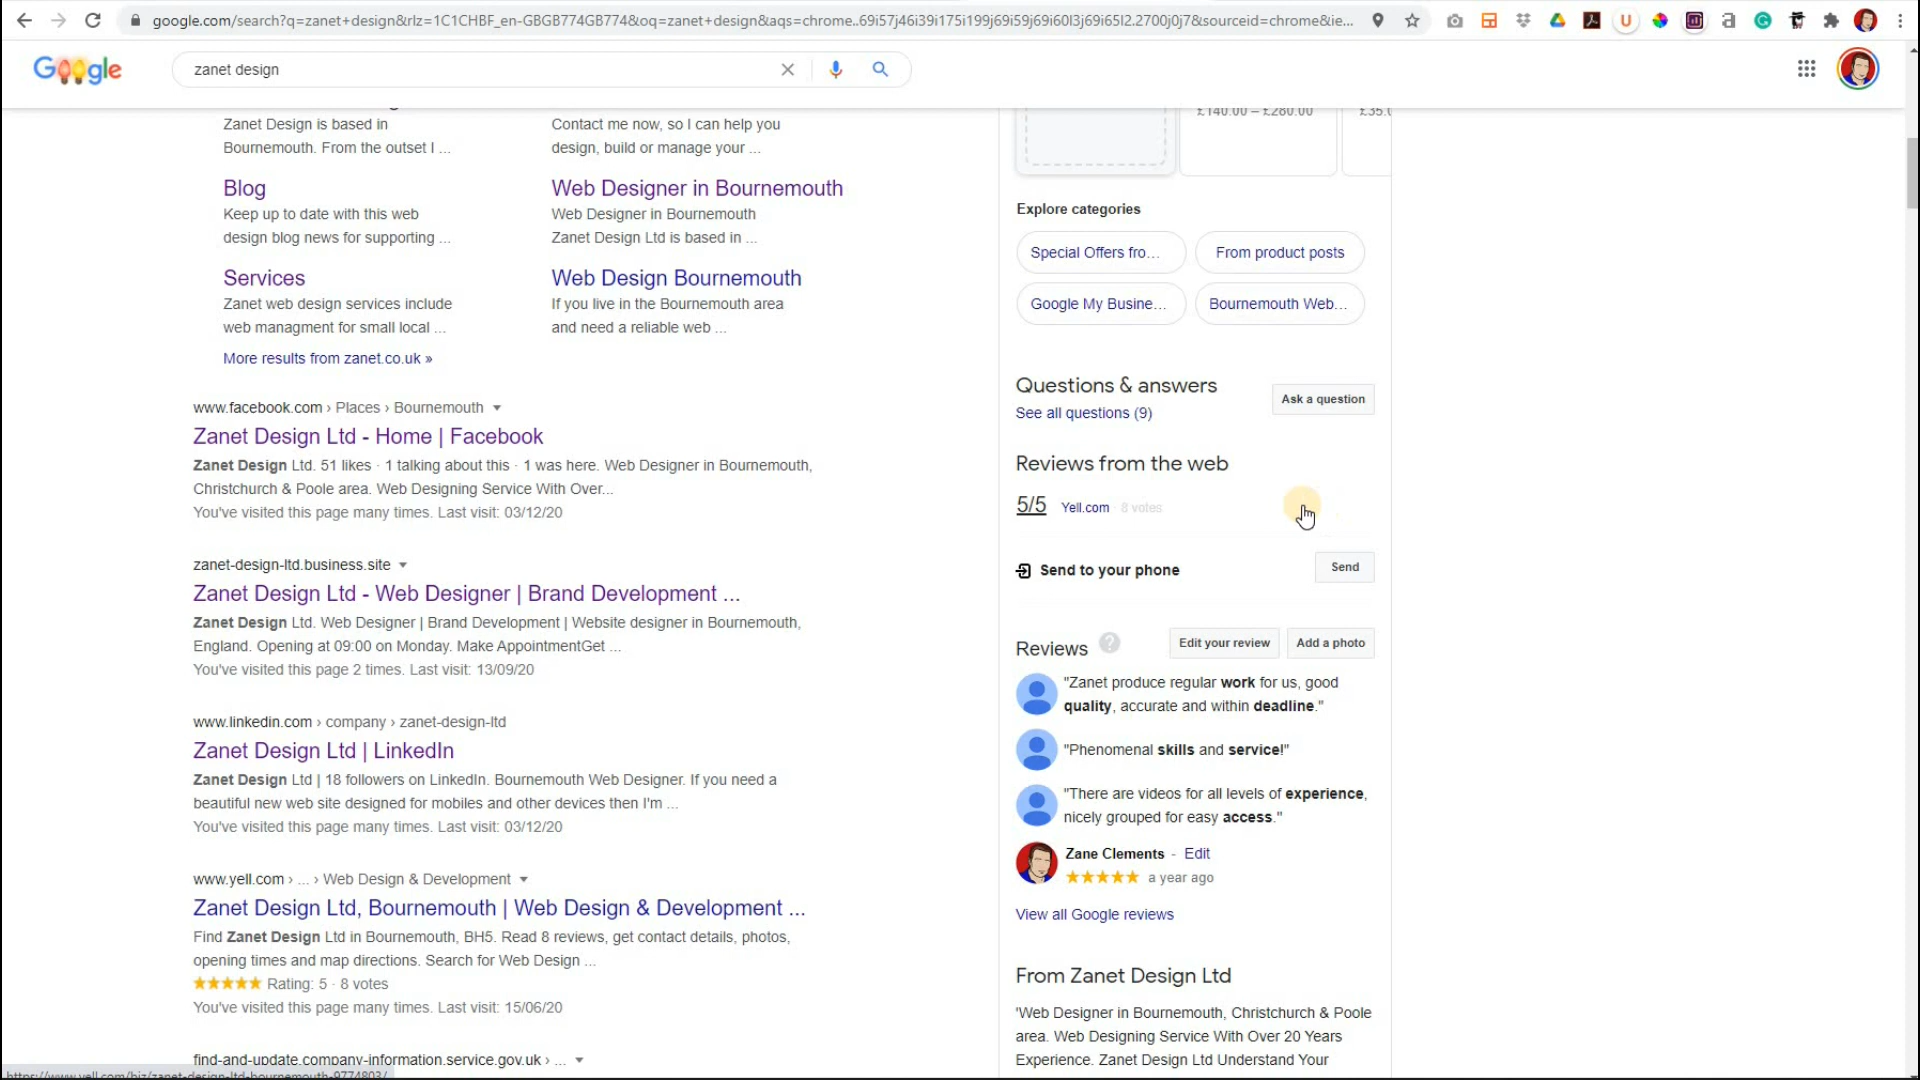 google.com/search?q=zanet+design&rlz=1C1CHBF_en-GBGB774GB774&oq=zanet+design&aqs=chrome..69i57j46i39i175i199j69i59j69i60l3j69i65l2.2700j0j7&sourceid=chrome&ie...
Google
zanet design
Zanet Design is based in
Bournemouth. From the outset I ...
Contact me now, so I can help you
design, build or manage your ...
Blog
Keep up to date with this web
design blog news for supporting ...
Web Designer in Bournemouth
Web Designer in Bournemouth
Zanet Design Ltd is based in ...
Services
Zanet web design services include
web managment for small local ...
Web Design Bournemouth
If you live in the Bournemouth area
and need a reliable web ...
More results from zanet.co.uk »
www.facebook.com › Places › Bournemouth
Zanet Design Ltd - Home | Facebook
Zanet Design Ltd. 51 likes · 1 talking about this · 1 was here. Web Designer in Bournemouth,
Christchurch & Poole area. Web Designing Service With Over...
You've visited this page many times. Last visit: 03/12/20
zanet-design-ltd.business.site
Zanet Design Ltd - Web Designer | Brand Development ...
Zanet Design Ltd. Web Designer | Brand Development | Website designer in Bournemouth,
England. Opening at 09:00 on Monday. Make AppointmentGet ...
You've visited this page 2 times. Last visit: 13/09/20
www.linkedin.com › company › zanet-design-ltd
Zanet Design Ltd | LinkedIn
Zanet Design Ltd | 18 followers on LinkedIn. Bournemouth Web Designer. If you need a
beautiful new web site designed for mobiles and other devices then I'm ...
You've visited this page many times. Last visit: 03/12/20
www.yell.com › ... › Web Design & Development
Zanet Design Ltd, Bournemouth | Web Design & Development ...
Find Zanet Design Ltd in Bournemouth, BH5. Read 8 reviews, get contact details, photos,
opening times and map directions. Search for Web Design ...
Rating: 5 · 8 votes
You've visited this page many times. Last visit: 15/06/20
find-and-update.company-information.service.gov.uk › ...
https://www.yell.com/biz/zanet-design-ltd-bournemouth-9774803/
£140.00 – £280.00
£35.0
Explore categories
Special Offers fro...
From product posts
Google My Busine...
Bournemouth Web...
Questions & answers
See all questions (9)
Ask a question
Reviews from the web
5/5 Yell.com · 8 votes
Send to your phone
Send
Reviews
?
Edit your review
Add a photo
"Zanet produce regular work for us, good
quality, accurate and within deadline."
"Phenomenal skills and service!"
"There are videos for all levels of experience,
nicely grouped for easy access."
Zane Clements - Edit
a year ago
View all Google reviews
From Zanet Design Ltd
"Web Designer in Bournemouth, Christchurch & Poole
area. Web Designing Service With Over 20 Years
Experience. Zanet Design Ltd Understand Your